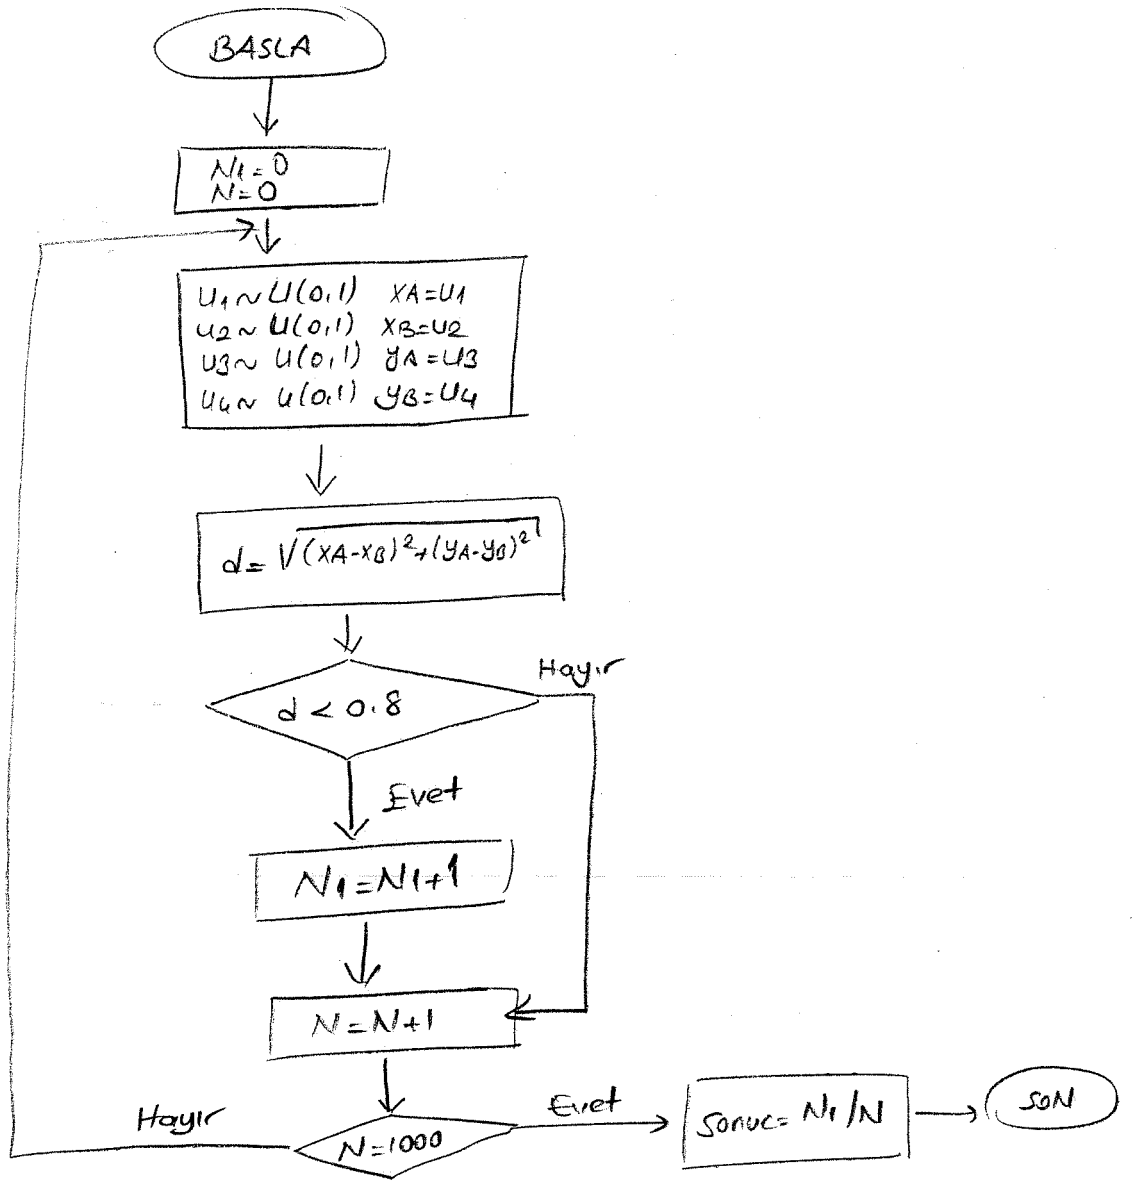 BASLA
N1=0
N=0
U1~U(0,1) XA=U1
U2~U(0,1) XB=U2
U3~U(0,1) YA=U3
U4~U(0,1) YB=U4
d=√(XA-XB)²+(YA-YB)²
d<0.8
Hayır
Evet
N1=N1+1
N=N+1
N=1000
Hayır
Evet
Sonuc=N1/N
SON